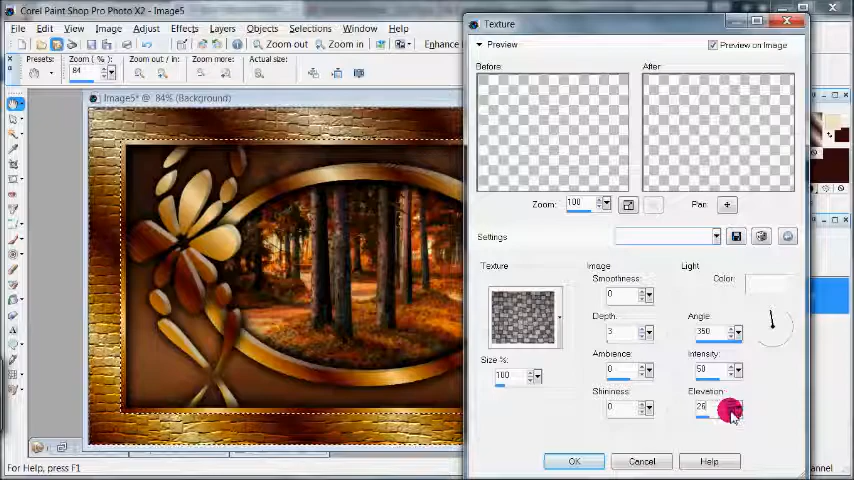 Corel Paint Shop Pro Photo X2 - Image5
File Edit View Image Adjust Effects Layers Objects Selections Window Help
Zoom out Zoom in Enhance
Presets: Zoom ( % ): Zoom out / in: Zoom more: Actual size:
84
Image5* @ 84% (Background)
Texture
Preview
Preview on Image
Before: After:
Zoom: 100
Pan:
Settings
Texture
Size %:
100
Image
Smoothness:
0
Depth:
3
Ambience:
0
Shininess:
0
Light
Color:
Angle:
350
Intensity:
50
Elevation:
26
OK Cancel Help
For Help, press F1